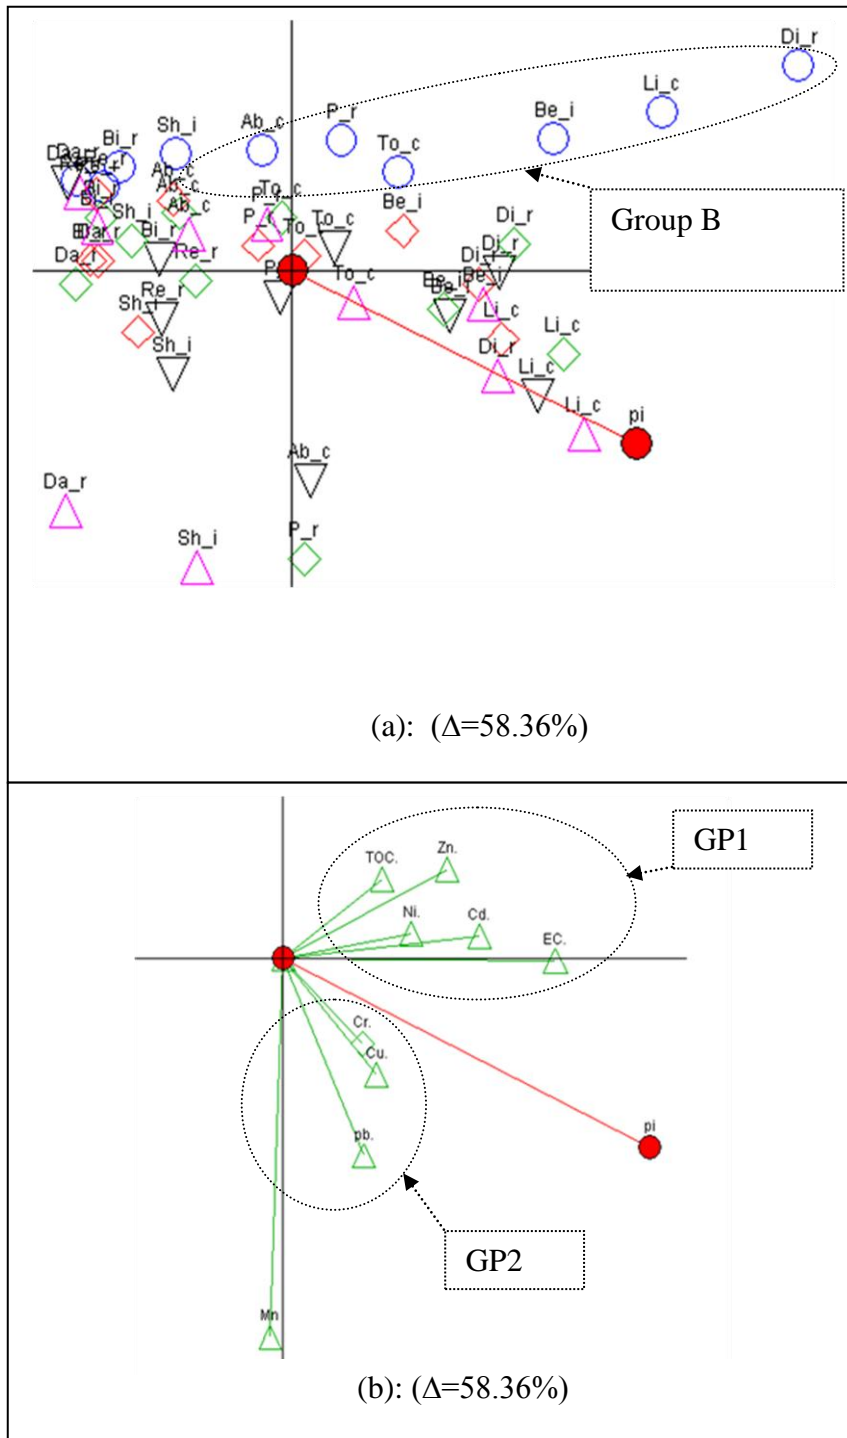 Di_r
Li_c
Be_i
P_r
Ab_c
Sh_i
Bi_r
To_c
Ab_c
Be_i
Group B
P_r
To_c
Sh_i
Ab_c
P_r
To_c
Di_r
To_c
Di_r
Bi_r
Re_r
Da_r
To_c
Be_i
Li_c
Re_r
Sh_i
Li_c
Sh_i
Di_r
Li_c
Li_c
pi
Ab_c
Da_r
P_r
Sh_i
(a): (Δ=58.36%)
GP1
TOC.
Zn.
Ni.
Cd.
EC.
Cr.
Cu.
pb.
pi
GP2
Mn
(b): (Δ=58.36%)